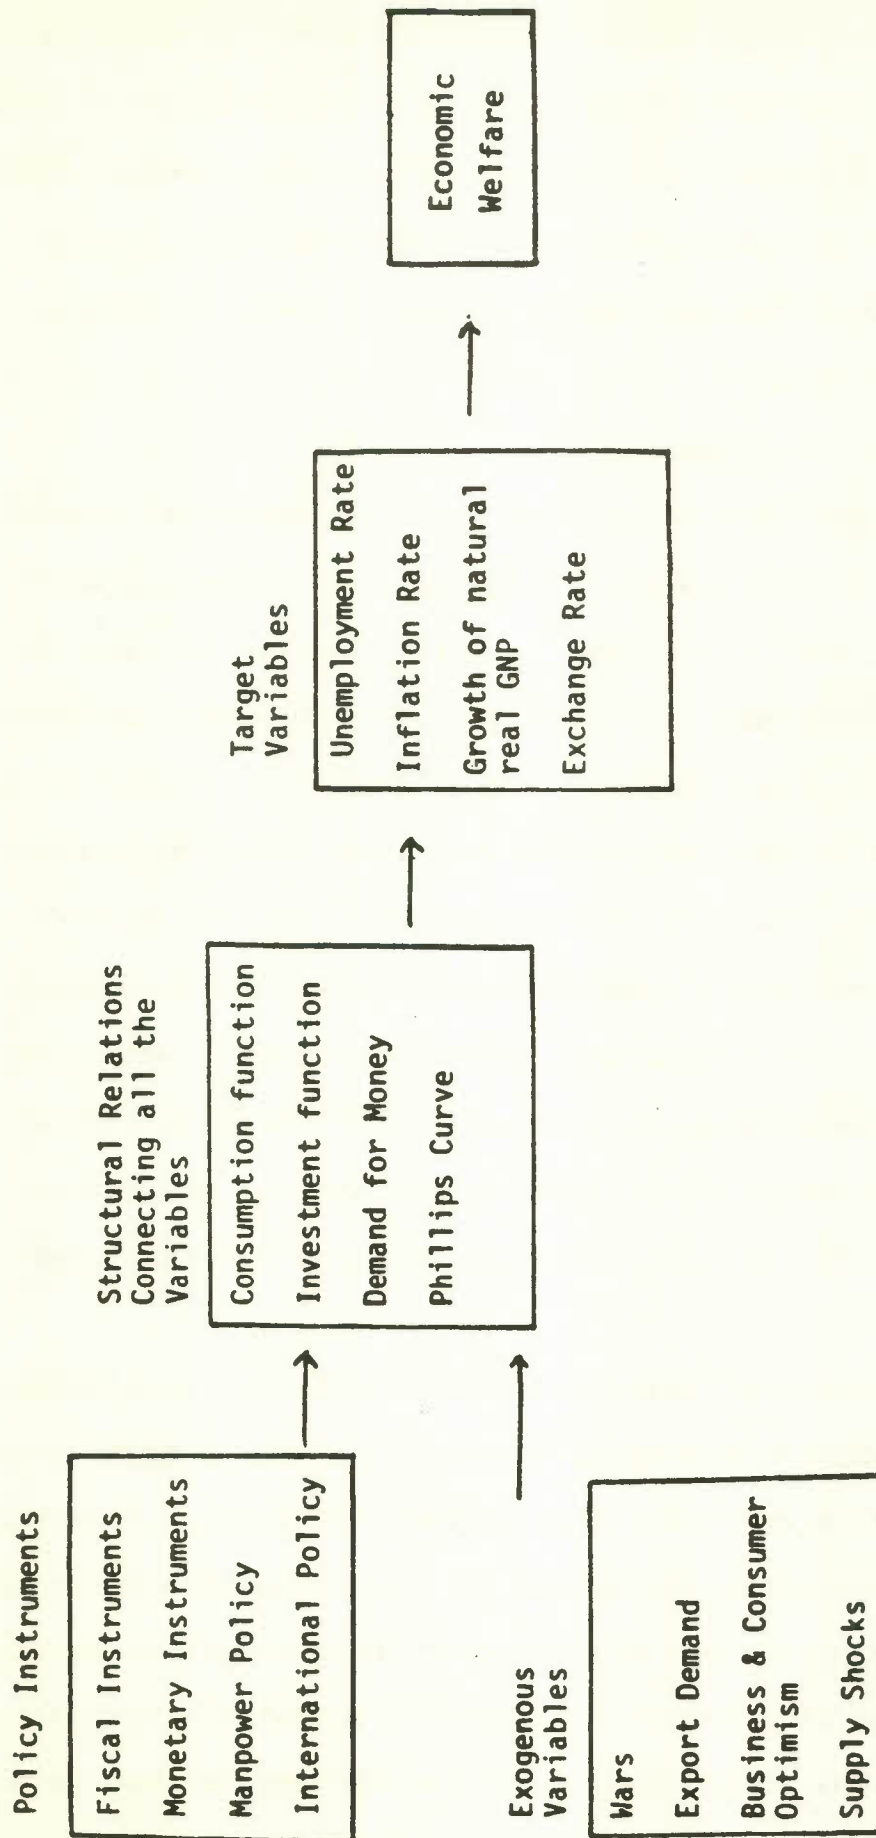 Policy Instruments
Fiscal Instruments
Monetary Instruments
Manpower Policy
International Policy
Exogenous
Variables
Wars
Export Demand
Business & Consumer
Optimism
Supply Shocks
Structural Relations
Connecting all the
Variables
Consumption function
Investment function
Demand for Money
Phillips Curve
Target
Variables
Unemployment Rate
Inflation Rate
Growth of natural
real GNP
Exchange Rate
Economic
Welfare